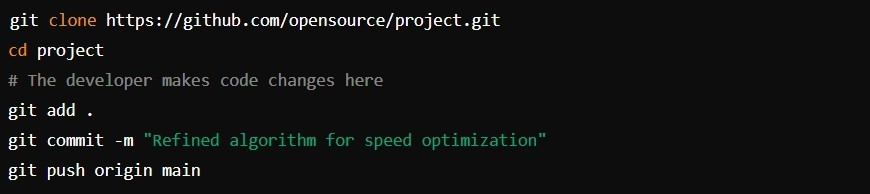 git clone https://github.com/opensource/project.git
cd project
# The developer makes code changes here
git add .
git commit -m "Refined algorithm for speed optimization"
git push origin main